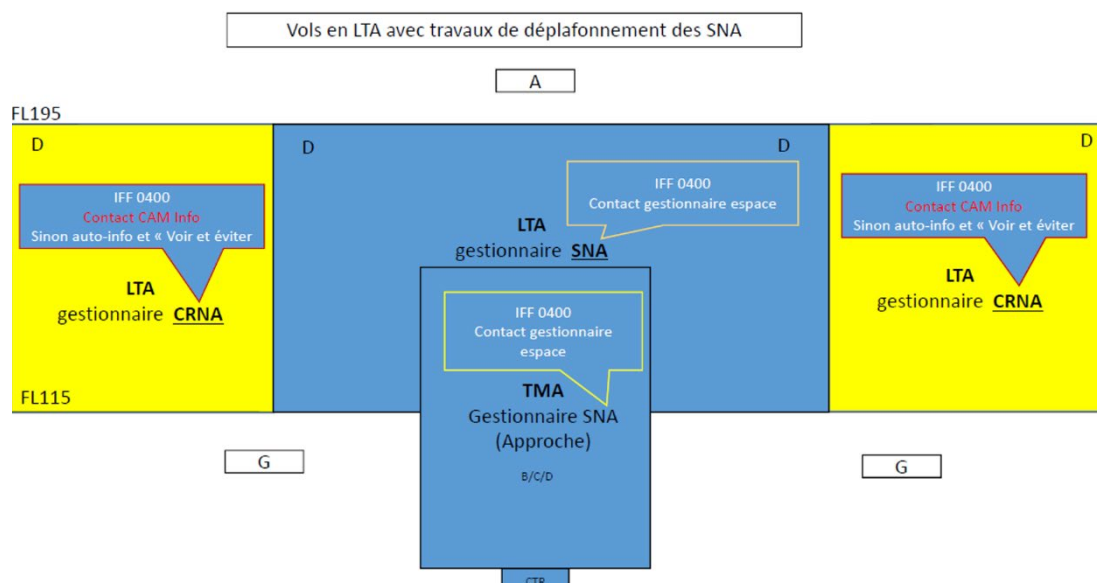 Vols en LTA avec travaux de déplafonnement des SNA
A
FL195
D
D
D
D
IFF 0400
Contact CAM Info
Sinon auto-info et « Voir et éviter
LTA
gestionnaire CRNA
IFF 0400
Contact gestionnaire espace
LTA
gestionnaire SNA
IFF 0400
Contact CAM Info
Sinon auto-info et « Voir et éviter
LTA
gestionnaire CRNA
IFF 0400
Contact gestionnaire
espace
TMA
Gestionnaire SNA
(Approche)
B/C/D
FL115
G
G
CTR